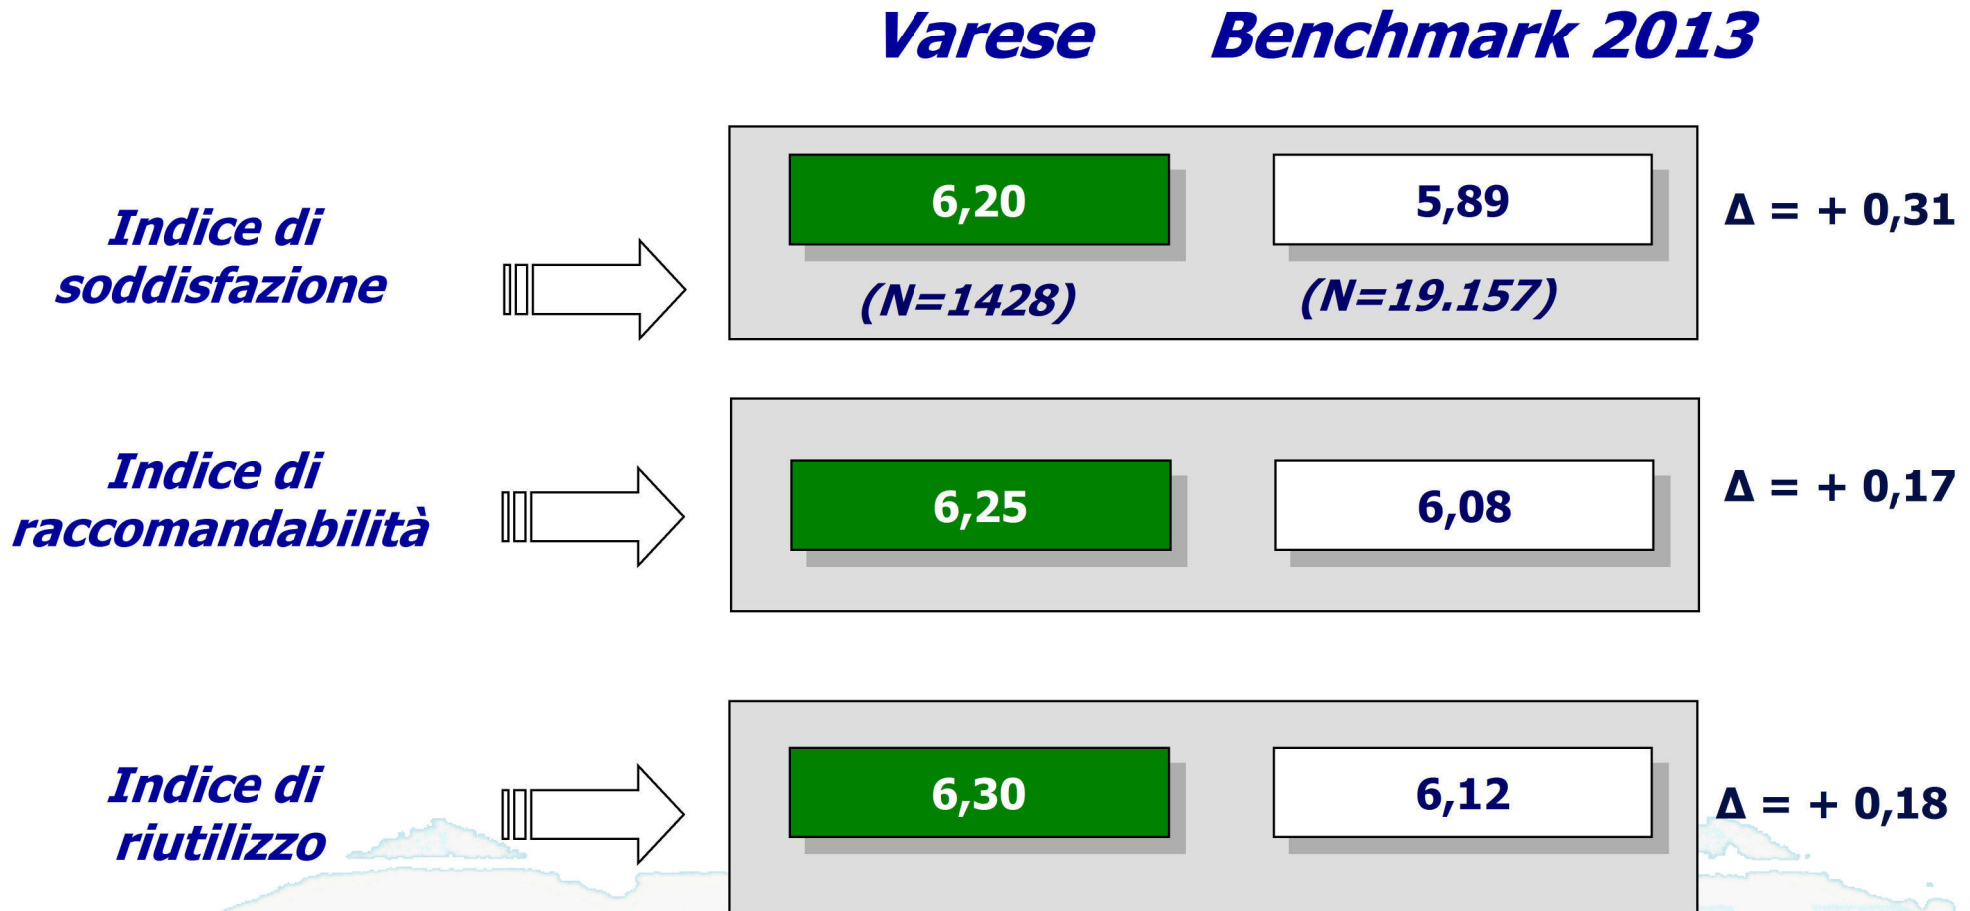 Varese Benchmark 2013
Indice di
soddisfazione
6,20 5,89 Δ = + 0,31
(N=1428) (N=19.157)
Indice di
raccomandabilità
6,25 6,08 Δ = + 0,17
Indice di
riutilizzo
6,30 6,12 Δ = + 0,18